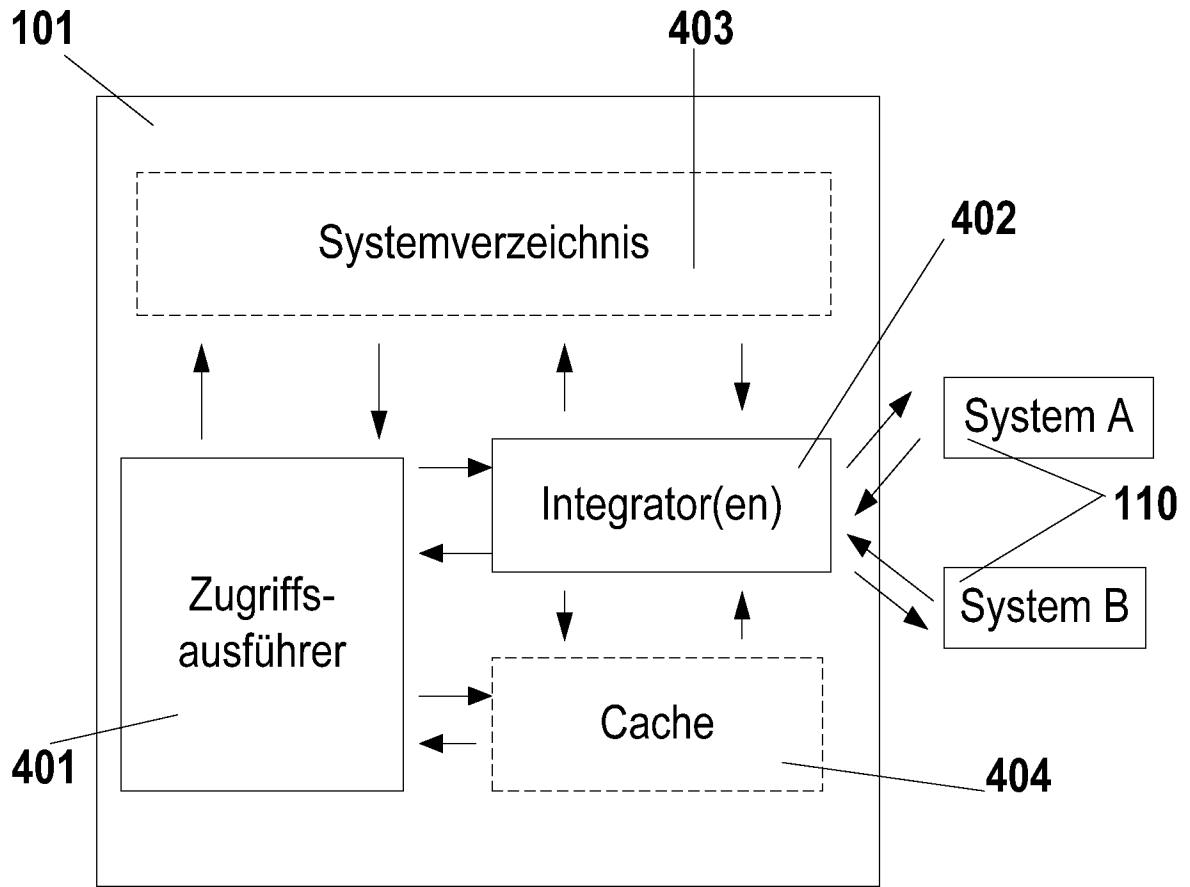 101
403
Systemverzeichnis
402
System A
Integrator(en)
110
Zugriffs-
ausführer
System B
Cache
401
404